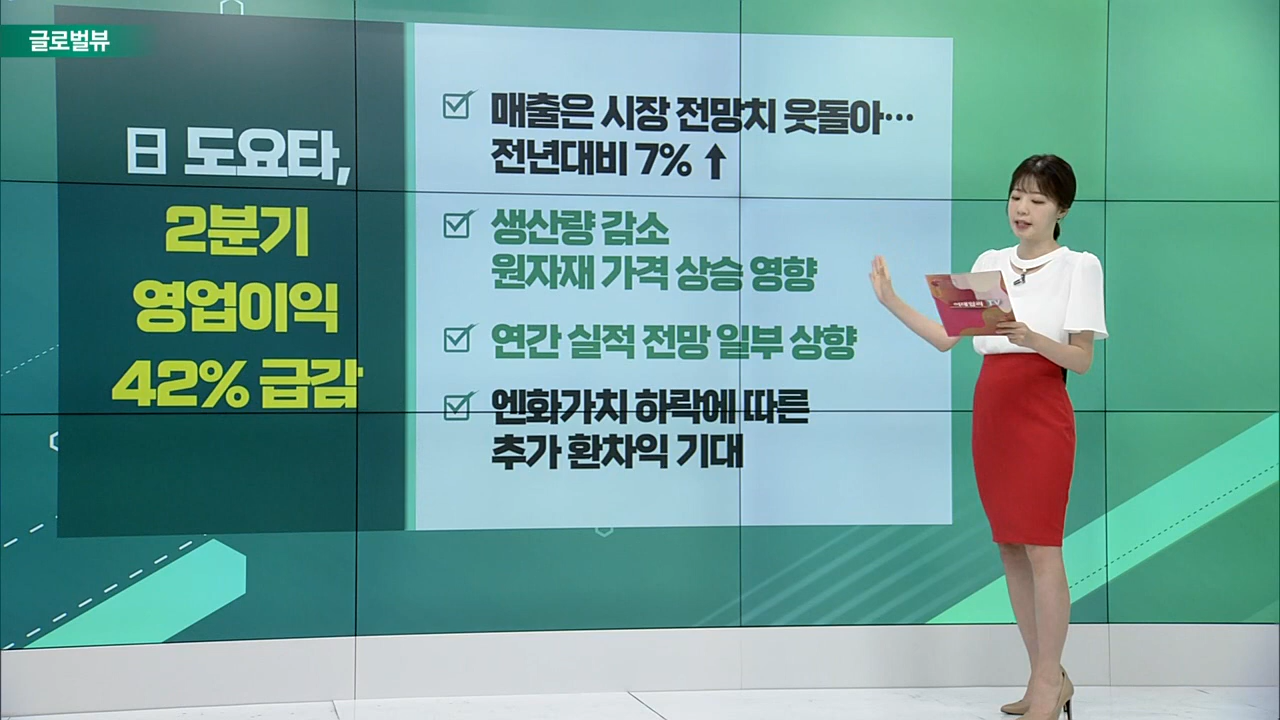 글로벌뷰
日 도요타,
2분기
영업이익
42% 급감
매출은 시장 전망치 웃돌아…
전년대비 7% ↑
생산량 감소
원자재 가격 상승 영향
연간 실적 전망 일부 상향
엔화가치 하락에 따른
추가 환차익 기대